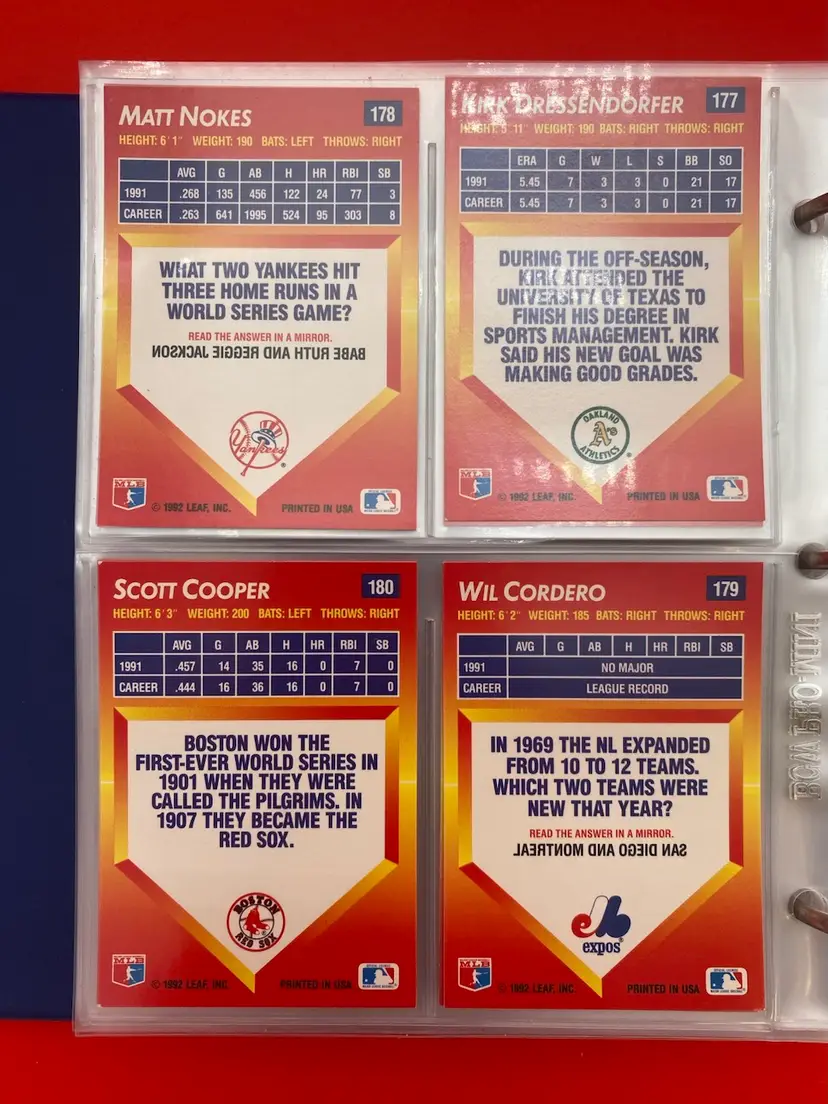 MATT NOKES 178
HEIGHT: 6'1" WEIGHT: 190 BATS: LEFT THROWS: RIGHT
AVG G AB H HR RBI SB
1991 .268 135 456 122 24 77 3
CAREER .263 641 1995 524 95 303 8
WHAT TWO YANKEES HIT
THREE HOME RUNS IN A
WORLD SERIES GAME?
READ THE ANSWER IN A MIRROR.
BABE RUTH AND REGGIE JACKSON
Yankees
MLB
© 1992 LEAF, INC. PRINTED IN USA
KIRK DRESSENDORFER 177
HEIGHT: 5'11" WEIGHT: 190 BATS: RIGHT THROWS: RIGHT
ERA G W L S BB SO
1991 5.45 7 3 3 0 21 17
CAREER 5.45 7 3 3 0 21 17
DURING THE OFF-SEASON,
KIRK ATTENDED THE
UNIVERSITY OF TEXAS TO
FINISH HIS DEGREE IN
SPORTS MANAGEMENT. KIRK
SAID HIS NEW GOAL WAS
MAKING GOOD GRADES.
OAKLAND
A's
ATHLETICS
MLB
© 1992 LEAF, INC. PRINTED IN USA
SCOTT COOPER 180
HEIGHT: 6'3" WEIGHT: 200 BATS: LEFT THROWS: RIGHT
AVG G AB H HR RBI SB
1991 .457 14 35 16 0 7 0
CAREER .444 16 36 16 0 7 0
BOSTON WON THE
FIRST-EVER WORLD SERIES IN
1901 WHEN THEY WERE
CALLED THE PILGRIMS. IN
1907 THEY BECAME THE
RED SOX.
BOSTON
RED SOX
MLB
© 1992 LEAF, INC. PRINTED IN USA
WIL CORDERO 179
HEIGHT: 6'2" WEIGHT: 185 BATS: RIGHT THROWS: RIGHT
AVG G AB H HR RBI SB
1991 NO MAJOR
CAREER LEAGUE RECORD
IN 1969 THE NL EXPANDED
FROM 10 TO 12 TEAMS.
WHICH TWO TEAMS WERE
NEW THAT YEAR?
READ THE ANSWER IN A MIRROR.
SAN DIEGO AND MONTREAL
expos
MLB
© 1992 LEAF, INC. PRINTED IN USA